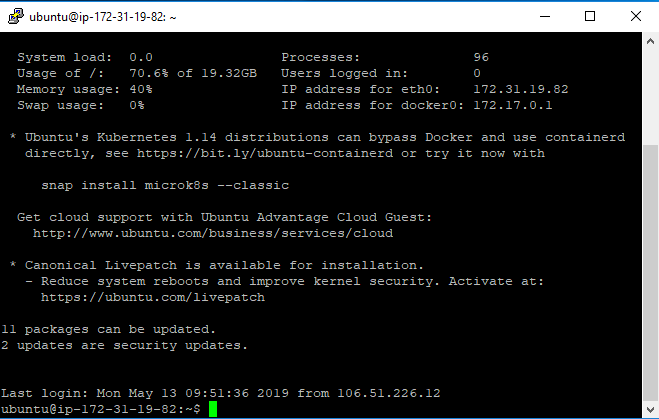 ubuntu@ip-172-31-19-82: ~
System load:  0.0                Processes:              96
Usage of /:   70.6% of 19.32GB   Users logged in:        0
Memory usage: 40%                IP address for eth0:    172.31.19.82
Swap usage:   0%                 IP address for docker0: 172.17.0.1
* Ubuntu's Kubernetes 1.14 distributions can bypass Docker and use containerd
directly, see https://bit.ly/ubuntu-containerd or try it now with
snap install microk8s --classic
Get cloud support with Ubuntu Advantage Cloud Guest:
http://www.ubuntu.com/business/services/cloud
* Canonical Livepatch is available for installation.
- Reduce system reboots and improve kernel security. Activate at:
https://ubuntu.com/livepatch
11 packages can be updated.
2 updates are security updates.
Last login: Mon May 13 09:51:36 2019 from 106.51.226.12
ubuntu@ip-172-31-19-82:~$